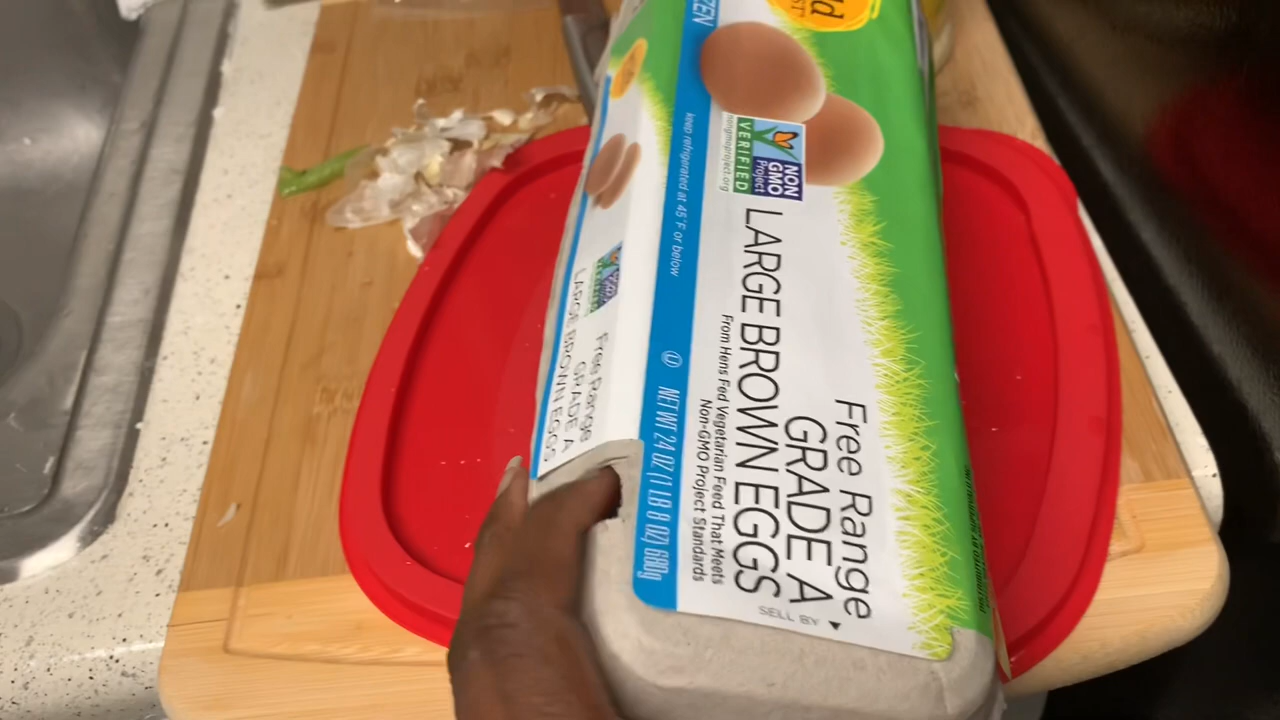 Free Range
GRADE A
LARGE BROWN EGGS
From Hens Fed Vegetarian Feed That Meets
Non-GMO Project Standards
SELL BY
NON
GMO
Project
VERIFIED
nongmoproject.org
keep refrigerated at 45°F or below
U NET WT 24 OZ (1 LB 8 OZ) 680g
Free Range
GRADE A
LARGE BROWN EGGS